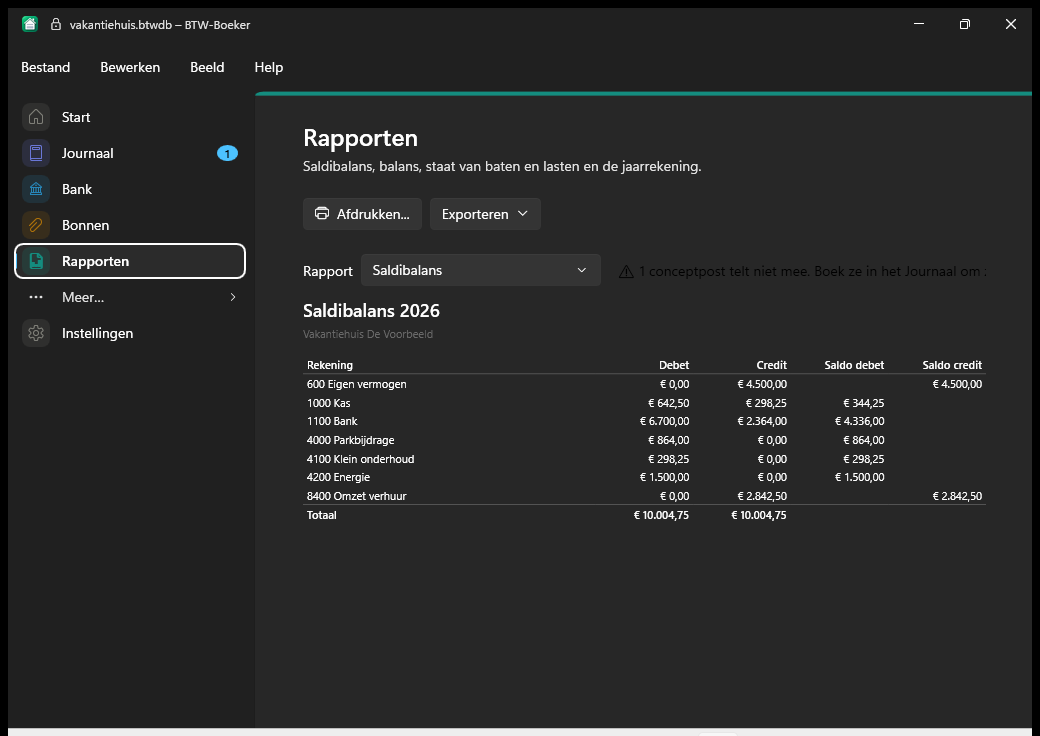 vakantiehuis.btwdb – BTW-Boeker
Bestand Bewerken Beeld Help
Start
Journaal 1
Bank
Bonnen
Rapporten
Meer...
Instellingen
Rapporten
Saldibalans, balans, staat van baten en lasten en de jaarrekening.
Afdrukken... Exporteren
Rapport Saldibalans 1 conceptpost telt niet mee. Boek ze in het Journaal om
Saldibalans 2026
Vakantiehuis De Voorbeeld
Rekening Debet Credit Saldo debet Saldo credit
600 Eigen vermogen € 0,00 € 4.500,00 € 4.500,00
1000 Kas € 642,50 € 298,25 € 344,25
1100 Bank € 6.700,00 € 2.364,00 € 4.336,00
4000 Parkbijdrage € 864,00 € 0,00 € 864,00
4100 Klein onderhoud € 298,25 € 0,00 € 298,25
4200 Energie € 1.500,00 € 0,00 € 1.500,00
8400 Omzet verhuur € 0,00 € 2.842,50 € 2.842,50
Totaal € 10.004,75 € 10.004,75